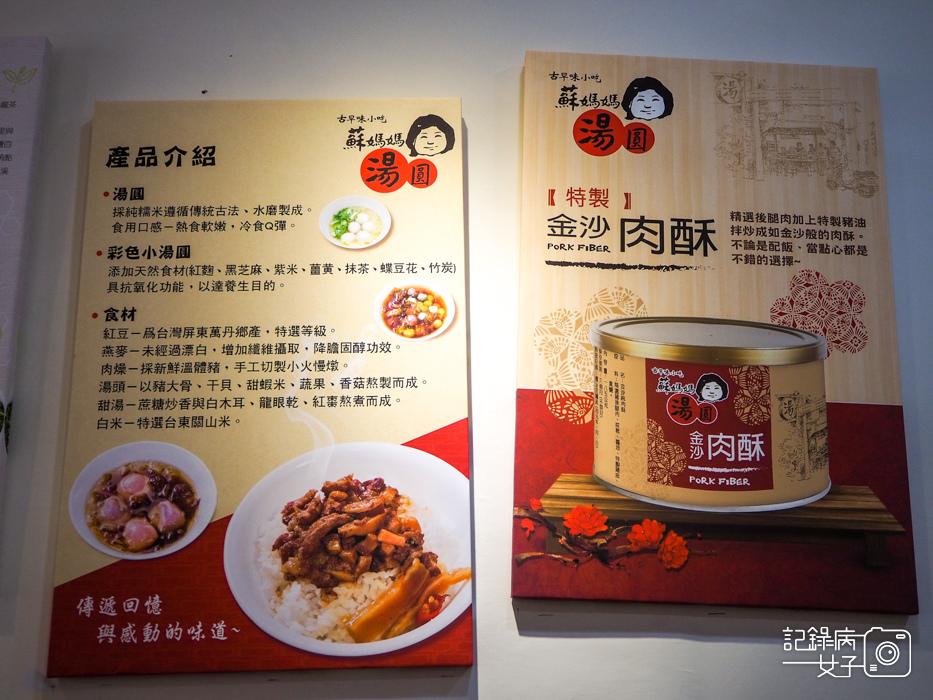 古早味小吃
蘇媽媽
湯圓
產品介紹
•湯圓
採純糯米遵循傳統古法、水磨製成。
食用口感－熱食軟嫩，冷食Q彈。
•彩色小湯圓
添加天然食材(紅麴、黑芝麻、紫米、薑黄、抹茶、蝶豆花、竹炭)
具抗氧化功能，以達養生目的。
•食材
紅豆－爲台灣屏東萬丹鄉產，特選等級。
燕麥－未經過漂白，增加纖維攝取，降膽固醇功效。
肉燥－採新鮮溫體豬，手工切製小火慢燉。
湯頭－以豬大骨、干貝、甜蝦米、蔬果、香菇熬製而成。
甜湯－蔗糖炒香與白木耳、龍眼乾、紅棗熬煮而成。
白米－特選台東關山米。
傳遞回憶
與感動的味道~
古早味小吃
蘇媽媽
湯圓
湯
【特製】
金沙
PORK FIBER
肉酥
精選後腿肉加上特製豬油
拌炒成如金沙般的肉酥。
不論是配飯、當點心都是
不錯的選擇~
古早味小吃
蘇媽媽
湯圓
金沙
肉酥
PORK FIBER
湯
記錄病
女子